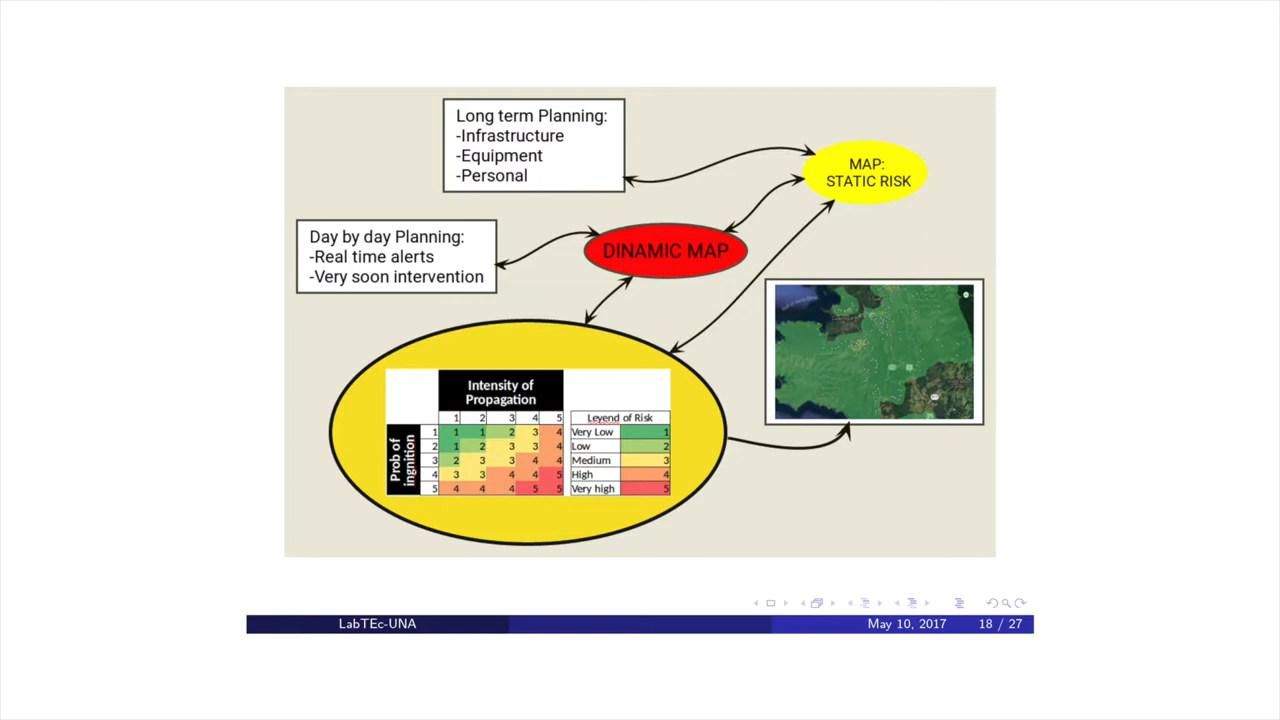 Long term Planning:
-Infrastructure
-Equipment
-Personal
MAP:
STATIC RISK
Day by day Planning:
-Real time alerts
-Very soon intervention
DINAMIC MAP
Intensity of
Propagation
1 2 3 4 5
Leyend of Risk
Prob of
ingnition
1 1 1 2 3 4
Very Low 1
2 1 2 3 3 4
Low 2
3 2 3 3 4 4
Medium 3
4 3 3 4 4 5
High 4
5 4 4 4 5 5
Very high 5
LabTEc-UNA
May 10, 2017
18 / 27